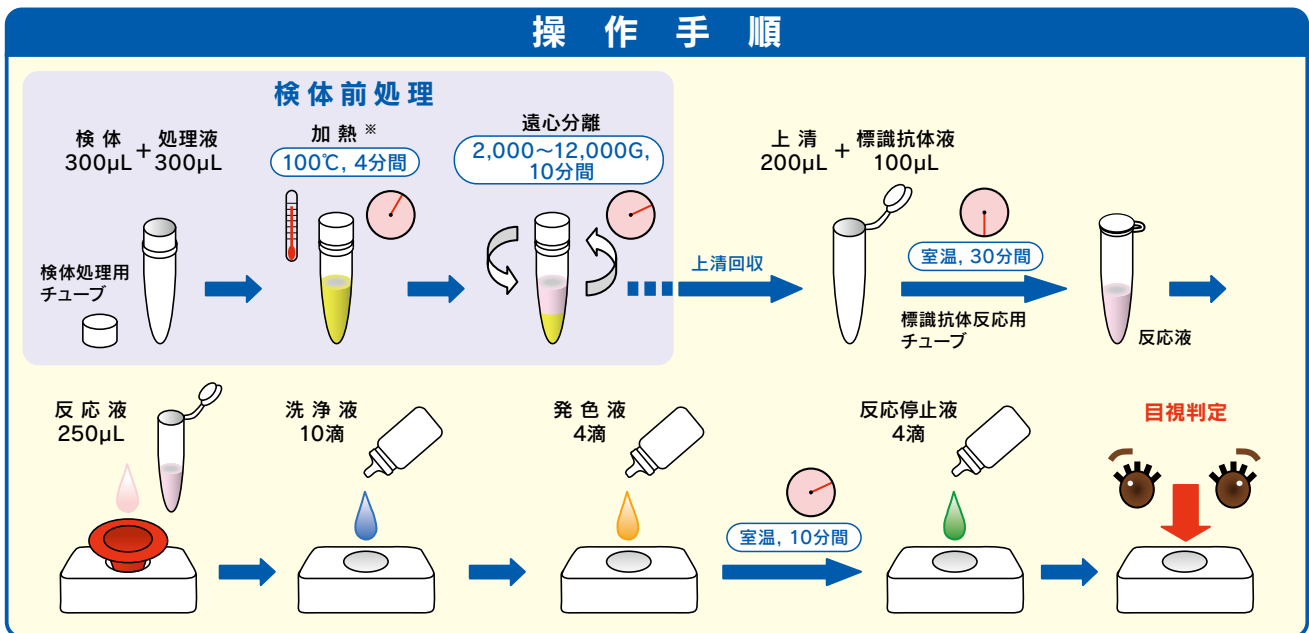 操作手順
検体前処理
検体
300μL
+
処理液
300μL
検体処理用
チューブ
加熱※
100℃, 4分間
遠心分離
2,000〜12,000G,
10分間
上清回収
上清
200μL
+
標識抗体液
100μL
室温, 30分間
標識抗体反応用
チューブ
反応液
反応液
250μL
洗浄液
10滴
発色液
4滴
室温, 10分間
反応停止液
4滴
目視判定